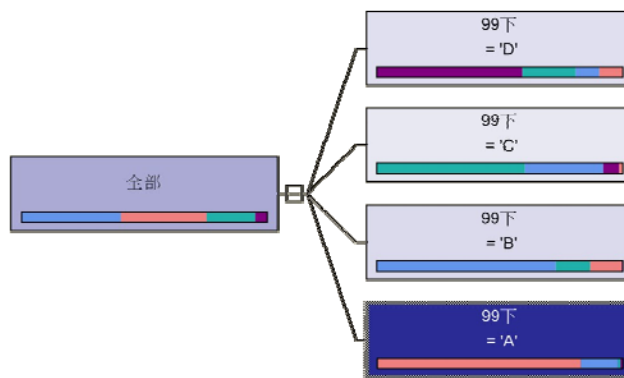 99下
= 'D'
99下
= 'C'
全部
99下
= 'B'
99下
= 'A'